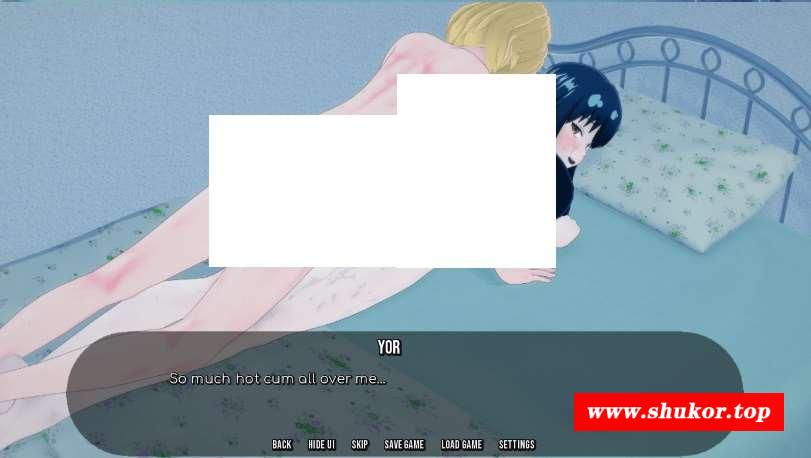 YOR
So much hot cum all over me...
www.shukor.top
BACK HIDE UI SKIP SAVE GAME LOAD GAME SETTINGS